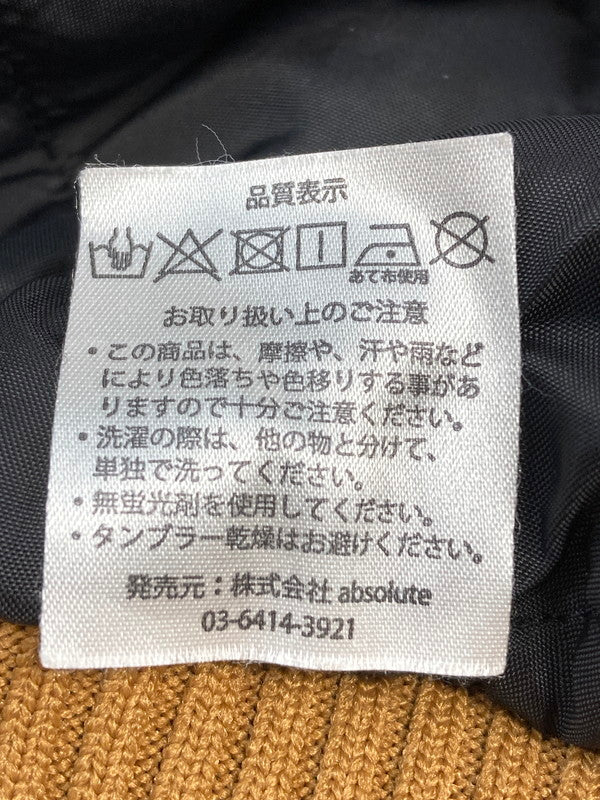 品質表示
あて布使用
お取り扱い上のご注意
・この商品は、摩擦や、汗や雨など
により色落ちや色移りする事があ
りますので十分ご注意ください。
・洗濯の際は、他の物と分けて、
単独で洗ってください。
・無蛍光剤を使用してください。
・タンブラー乾燥はお避けください。
発売元：株式会社 absolute
03-6414-3921